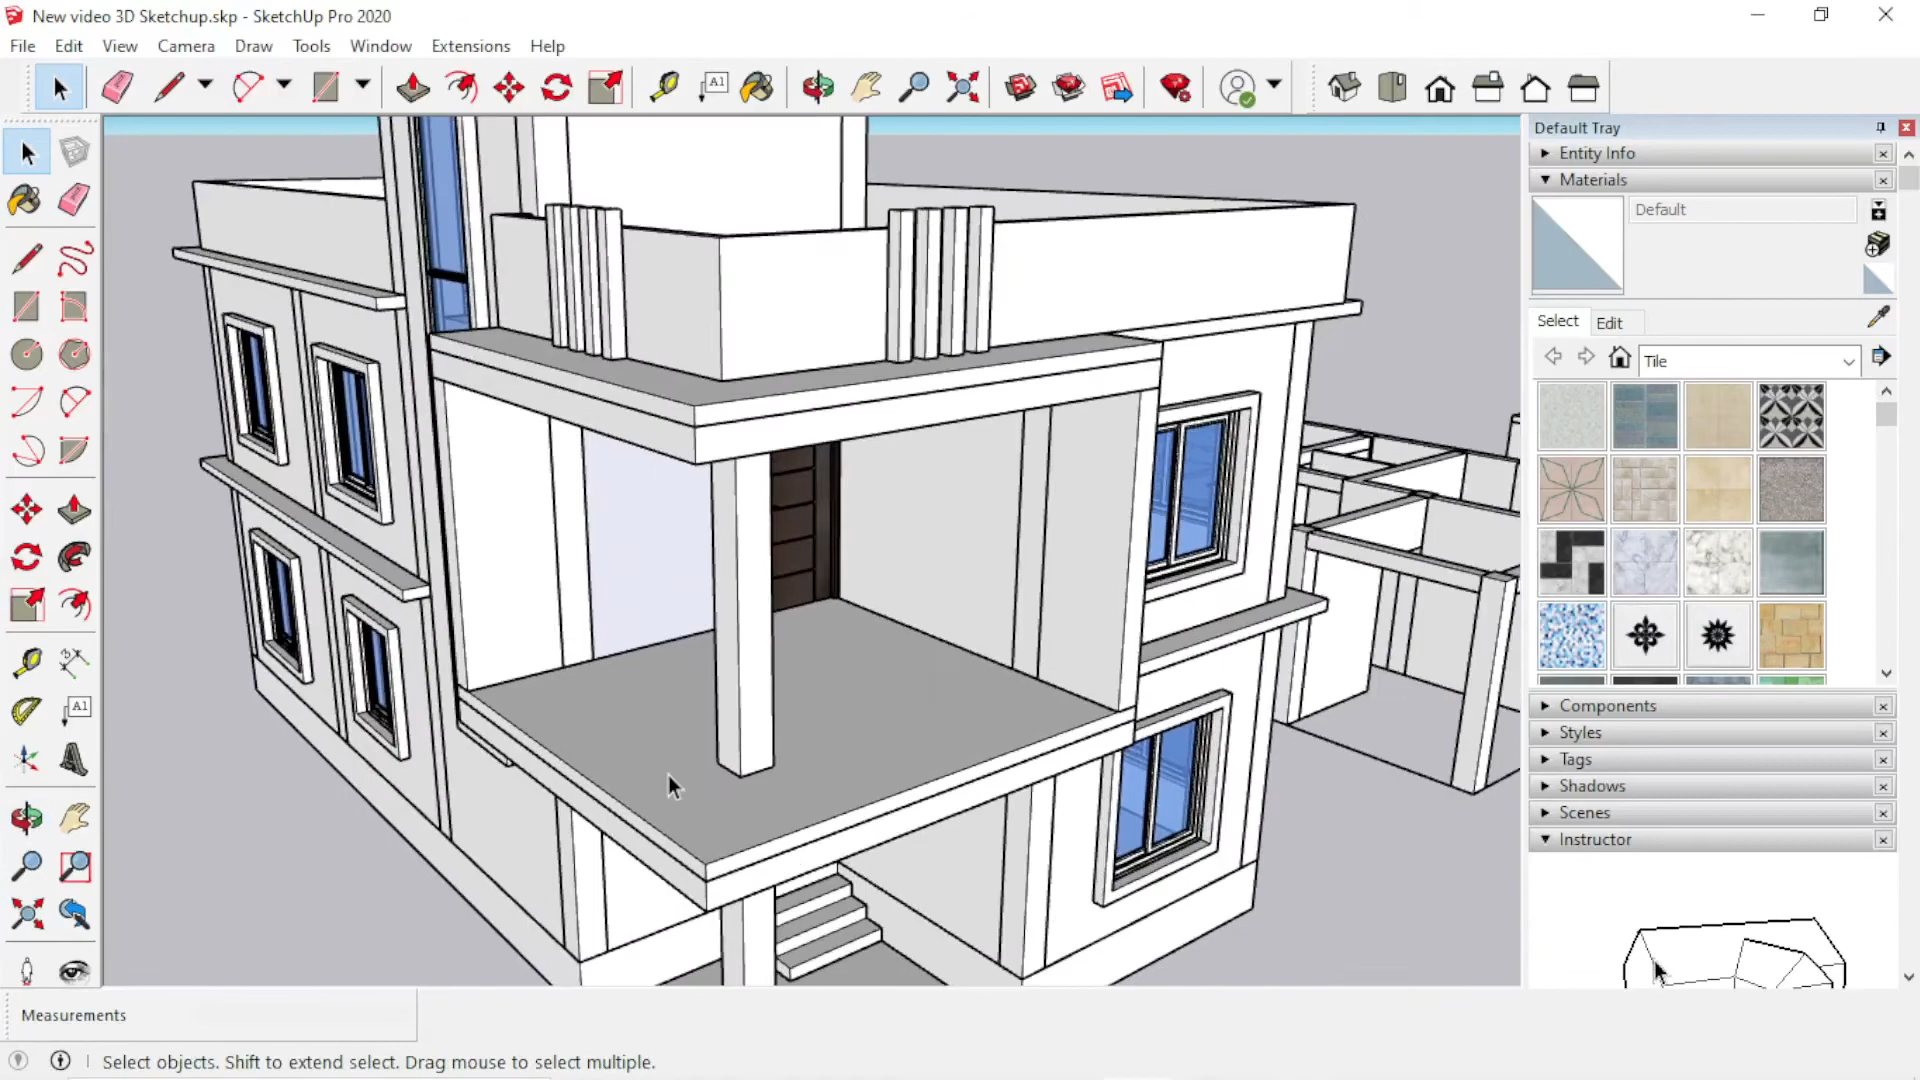 New video 3D Sketchup.skp - SketchUp Pro 2020
File Edit View Camera Draw Tools Window Extensions Help
A1
Default Tray
Entity Info
Materials
Default
Select Edit
Tile
A1
Components
Styles
Tags
Shadows
Scenes
Instructor
Measurements
Select objects. Shift to extend select. Drag mouse to select multiple.